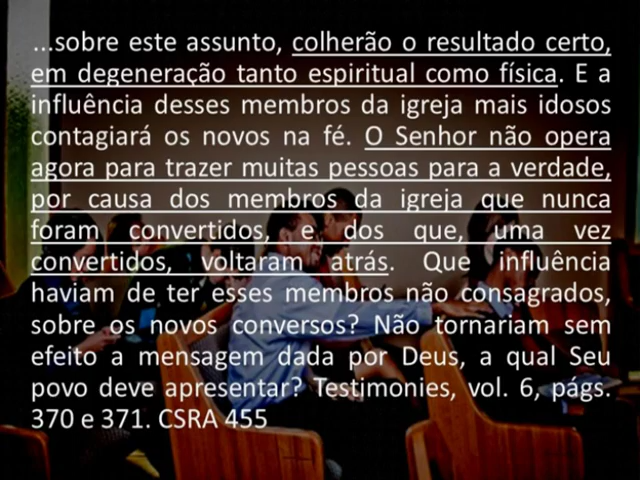 ...sobre este assunto, colherão o resultado certo,
em degeneração tanto espiritual como física. E a
influência desses membros da igreja mais idosos
contagiará os novos na fé. O Senhor não opera
agora para trazer muitas pessoas para a verdade,
por causa dos membros da igreja que nunca
foram convertidos, e dos que, uma vez
convertidos, voltaram atrás. Que influência
haviam de ter esses membros não consagrados,
sobre os novos conversos? Não tornariam sem
efeito a mensagem dada por Deus, a qual Seu
povo deve apresentar? Testimonies, vol. 6, págs.
370 e 371. CSRA 455